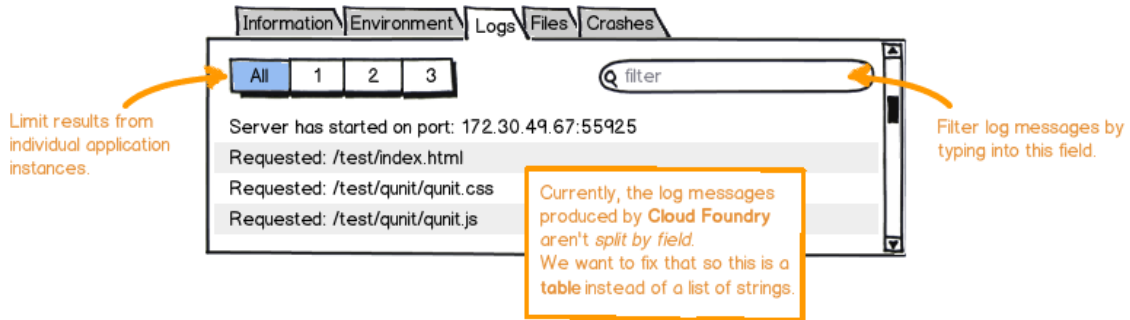 Information Environment Logs Files Crashes
All 1 2 3 filter
Limit results from
individual application
instances.
Filter log messages by
typing into this field.
Server has started on port: 172.30.49.67:55925
Requested: /test/index.html
Requested: /test/qunit/qunit.css
Requested: /test/qunit/qunit.js
Currently, the log messages
produced by Cloud Foundry
aren't split by field.
We want to fix that so this is a
table instead of a list of strings.